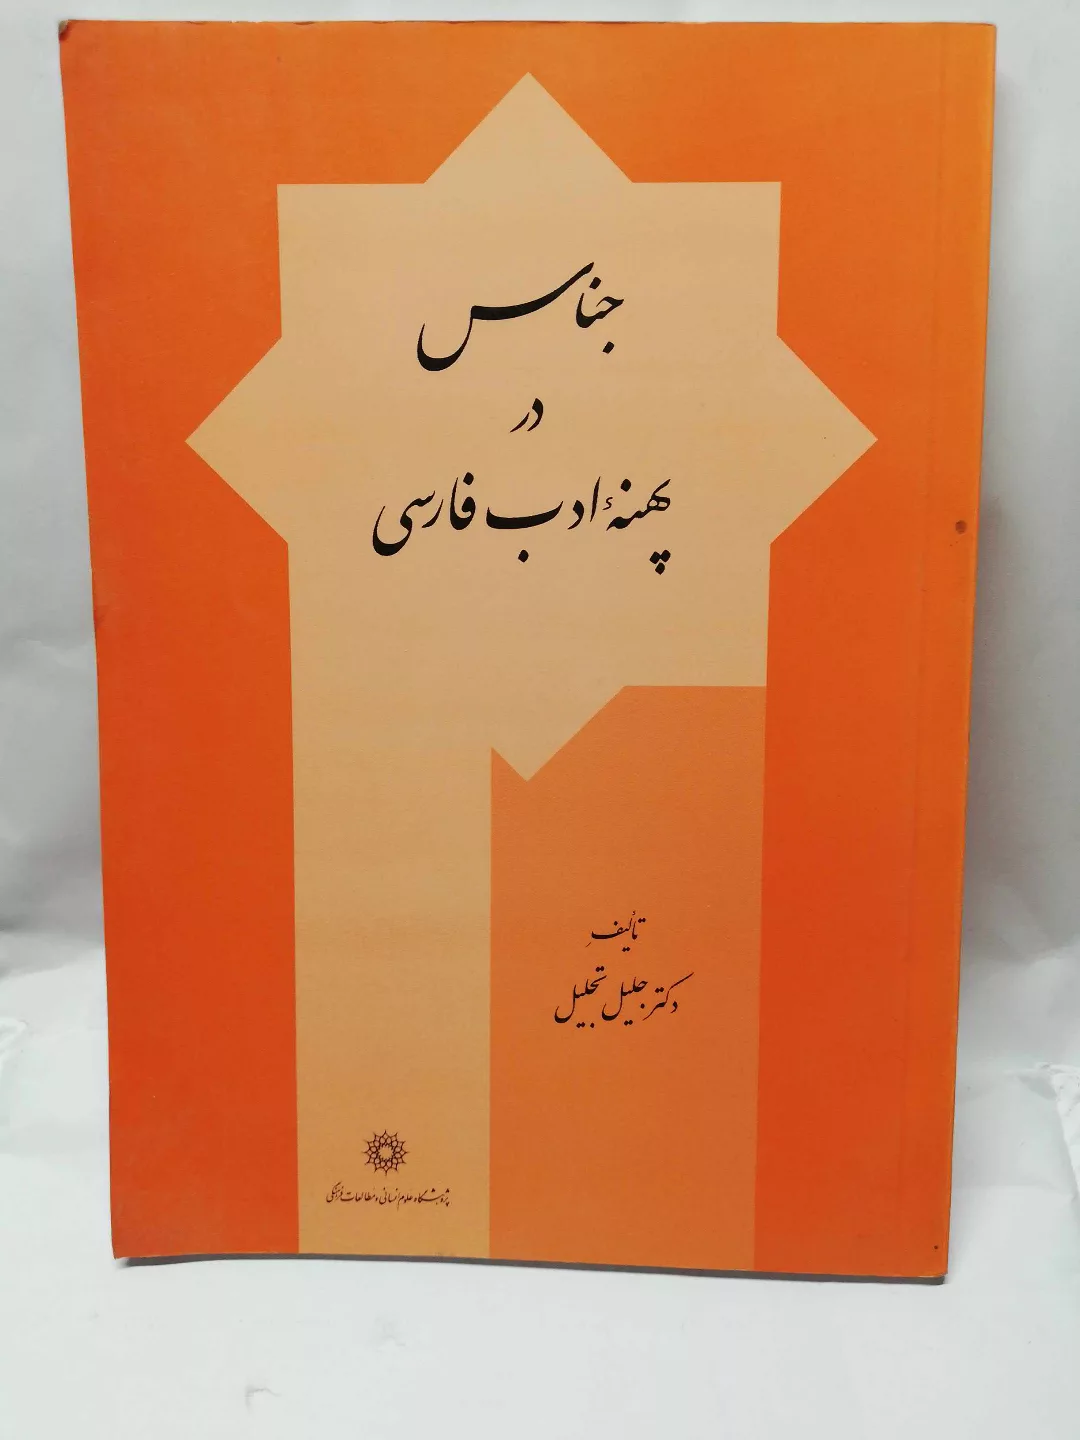 جناس
در
پهنهٔ ادب فارسی
تألیفِ
دکتر جلیل تجلیل
پژوهشگاه علوم انسانی و مطالعات فرهنگی